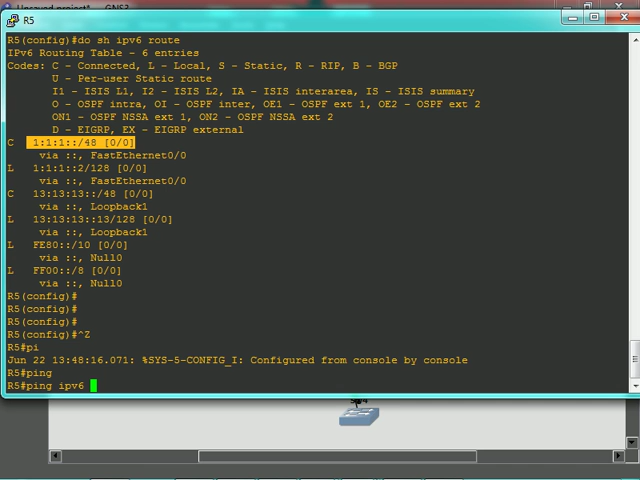 Unsaved project* — GNS3
R5
R5(config)#do sh ipv6 route
IPv6 Routing Table - 6 entries
Codes: C - Connected, L - Local, S - Static, R - RIP, B - BGP
U - Per-user Static route
I1 - ISIS L1, I2 - ISIS L2, IA - ISIS interarea, IS - ISIS summary
O - OSPF intra, OI - OSPF inter, OE1 - OSPF ext 1, OE2 - OSPF ext 2
ON1 - OSPF NSSA ext 1, ON2 - OSPF NSSA ext 2
D - EIGRP, EX - EIGRP external
C 1:1:1::/48 [0/0]
via ::, FastEthernet0/0
L 1:1:1::2/128 [0/0]
via ::, FastEthernet0/0
C 13:13:13::/48 [0/0]
via ::, Loopback1
L 13:13:13::13/128 [0/0]
via ::, Loopback1
L FE80::/10 [0/0]
via ::, Null0
L FF00::/8 [0/0]
via ::, Null0
R5(config)#
R5(config)#
R5(config)#
R5(config)#^Z
R5#pi
Jun 22 13:48:16.071: %SYS-5-CONFIG_I: Configured from console by console
R5#ping
R5#ping ipv6